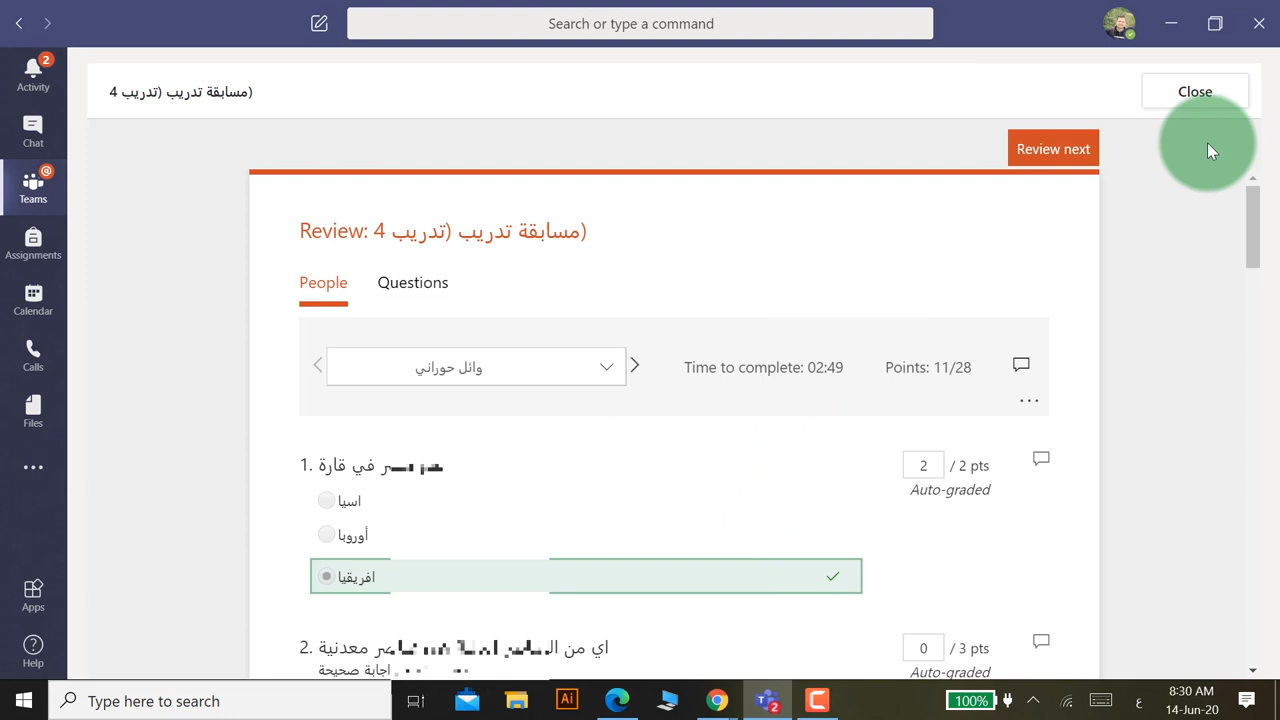 Search or type a command
2
Activity
Chat
@
Teams
Assignments
Calendar
Calls
Files
Apps
Help
مسابقة تدريب (تدريب 4)
Close
Review next
Review: مسابقة تدريب (تدريب 4)
People
Questions
وائل حوراني
Time to complete: 02:49
Points: 11/28
1. في قارة
2 / 2 pts
Auto-graded
اسيا
أوروبا
افريقيا
2. اي من معدنية
0 / 3 pts
اجابة صحيحة
Auto-graded
Type here to search
Ai
T
2
100%
ع
8:30 AM
14-Jun-20